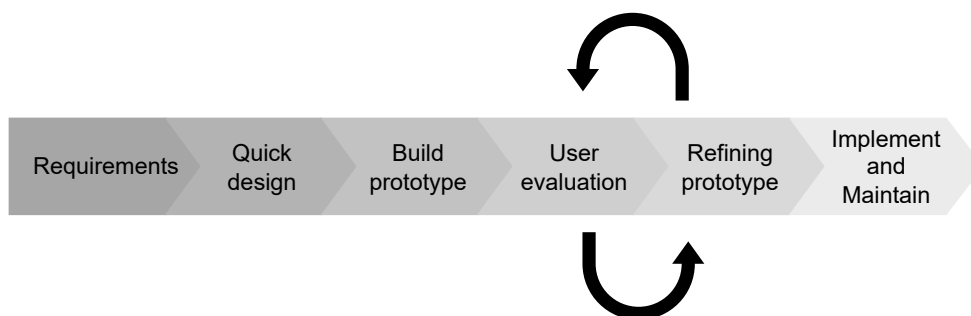 Requirements
Quick
design
Build
prototype
User
evaluation
Refining
prototype
Implement
and
Maintain